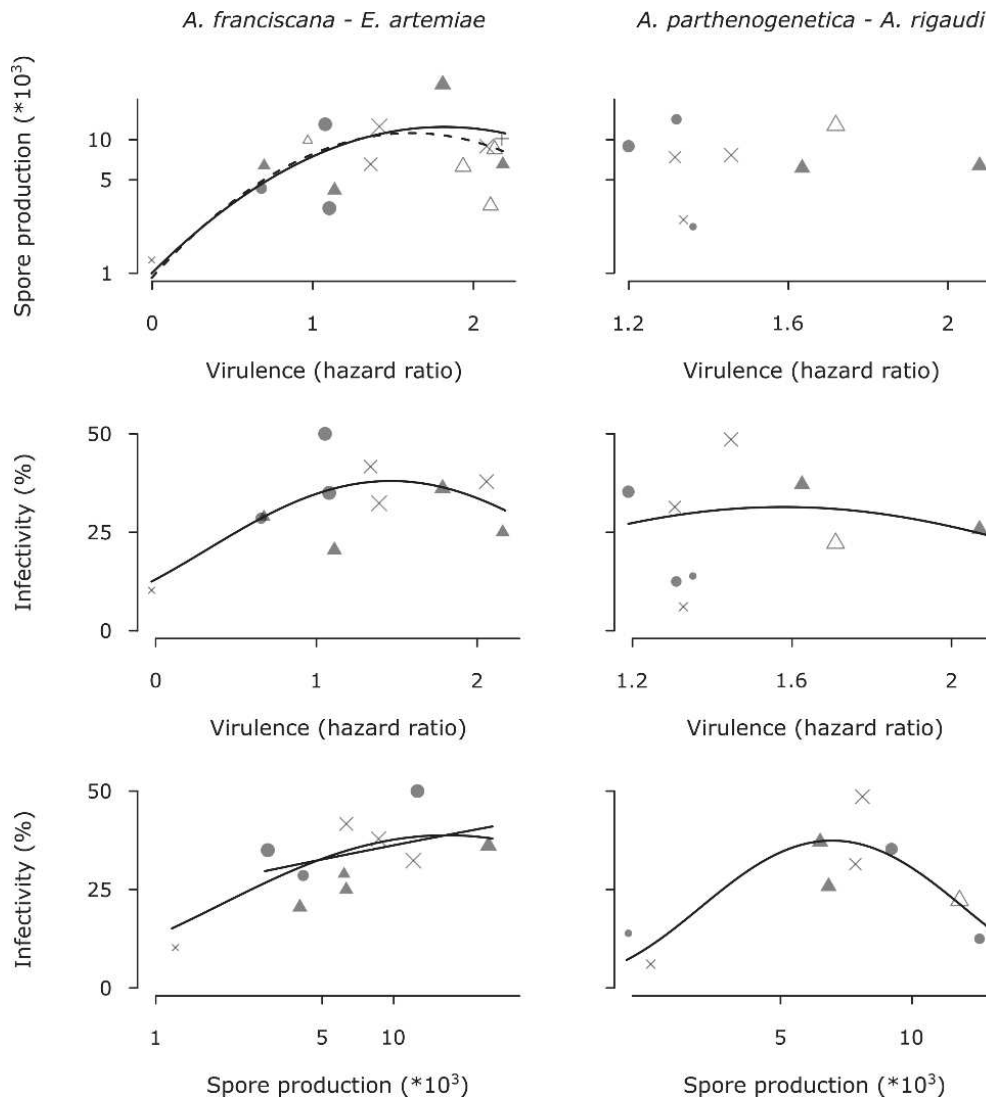 A. franciscana - E. artemiae
A. parthenogenetica - A. rigaudi
Spore production (*10³)
10
5
1
0 1 2
Virulence (hazard ratio)
1.2 1.6 2
Virulence (hazard ratio)
Infectivity (%)
50
25
0
0 1 2
Virulence (hazard ratio)
1.2 1.6 2
Virulence (hazard ratio)
Infectivity (%)
50
25
0
1 5 10
Spore production (*10³)
5 10
Spore production (*10³)